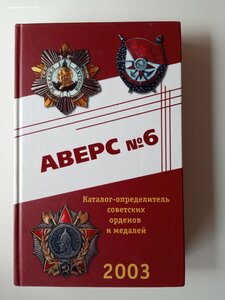 АВЕРС №6
Каталог-определитель
советских
орденов
и медалей
2003